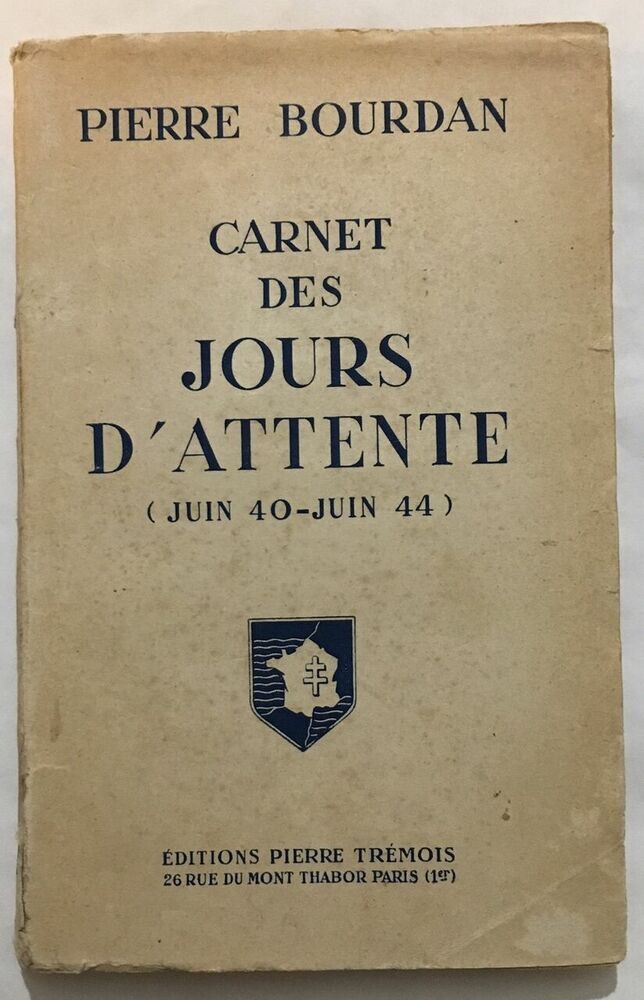 PIERRE BOURDAN
CARNET
DES
JOURS
D'ATTENTE
(JUIN 40-JUIN 44)
ÉDITIONS PIERRE TRÉMOIS
26 RUE DU MONT THABOR PARIS (1er)